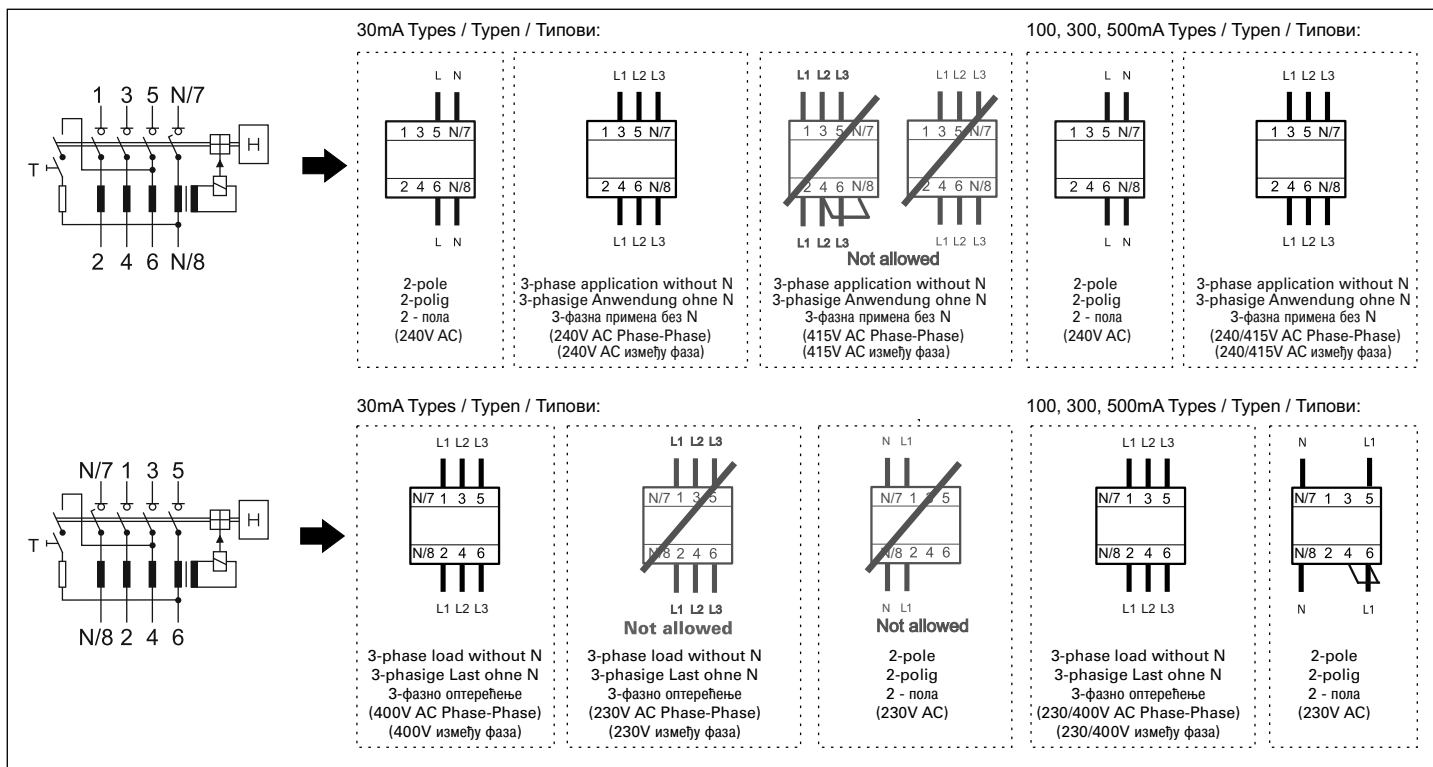 30mA Types / Typen / Типови:
100, 300, 500mA Types / Typen / Типови:
1 3 5 N/7
T
H
2 4 6 N/8
L N
1 3 5 N/7
2 4 6 N/8
L N
2-pole
2-polig
2 - пола
(240V AC)
L1 L2 L3
1 3 5 N/7
2 4 6 N/8
L1 L2 L3
3-phase application without N
3-phasige Anwendung ohne N
3-фазна примена без N
(240V AC Phase-Phase)
(240V AC између фаза)
L1 L2 L3
1 3 5 N/7
2 4 6 N/8
L1 L2 L3
L1 L2 L3
1 3 5 N/7
2 4 6 N/8
L1 L2 L3
Not allowed
3-phase application without N
3-phasige Anwendung ohne N
3-фазна примена без N
(415V AC Phase-Phase)
(415V AC између фаза)
L N
1 3 5 N/7
2 4 6 N/8
L N
2-pole
2-polig
2 - пола
(240V AC)
L1 L2 L3
1 3 5 N/7
2 4 6 N/8
L1 L2 L3
3-phase application without N
3-phasige Anwendung ohne N
3-фазна примена без N
(240/415V AC Phase-Phase)
(240/415V AC између фаза)
30mA Types / Typen / Типови:
100, 300, 500mA Types / Typen / Типови:
N/7 1 3 5
T
H
N/8 2 4 6
L1 L2 L3
N/7 1 3 5
N/8 2 4 6
L1 L2 L3
3-phase load without N
3-phasige Last ohne N
3-фазно оптерећење
(400V AC Phase-Phase)
(400V између фаза)
L1 L2 L3
N/7 1 3 5
N/8 2 4 6
L1 L2 L3
Not allowed
3-phase load without N
3-phasige Last ohne N
3-фазно оптерећење
(230V AC Phase-Phase)
(230V између фаза)
N L1
N/7 1 3 5
N/8 2 4 6
N L1
Not allowed
2-pole
2-polig
2 - пола
(230V AC)
L1 L2 L3
N/7 1 3 5
N/8 2 4 6
L1 L2 L3
3-phase load without N
3-phasige Last ohne N
3-фазно оптерећење
(230/400V AC Phase-Phase)
(230/400V између фаза)
N L1
N/7 1 3 5
N/8 2 4 6
N L1
2-pole
2-polig
2 - пола
(230V AC)